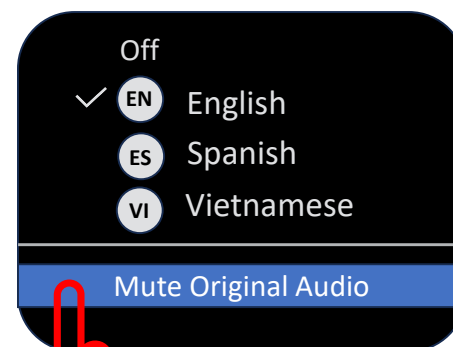 Off
EN English
ES Spanish
VI Vietnamese
Mute Original Audio